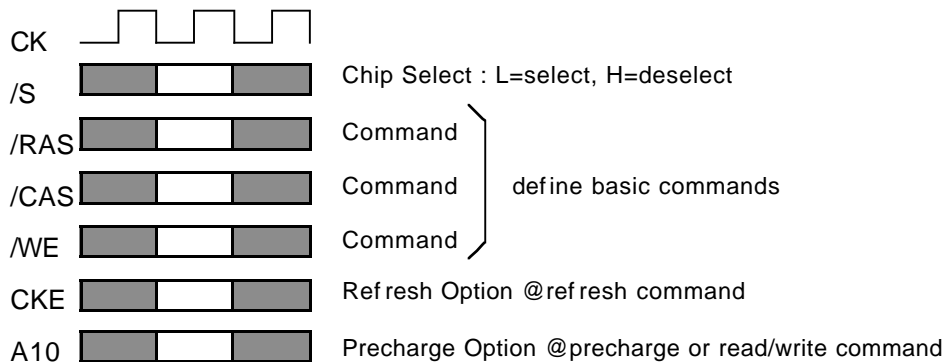 CK
/S Chip Select : L=select, H=deselect
/RAS Command
/CAS Command define basic commands
/WE Command
CKE Refresh Option @refresh command
A10 Precharge Option @precharge or read/write command